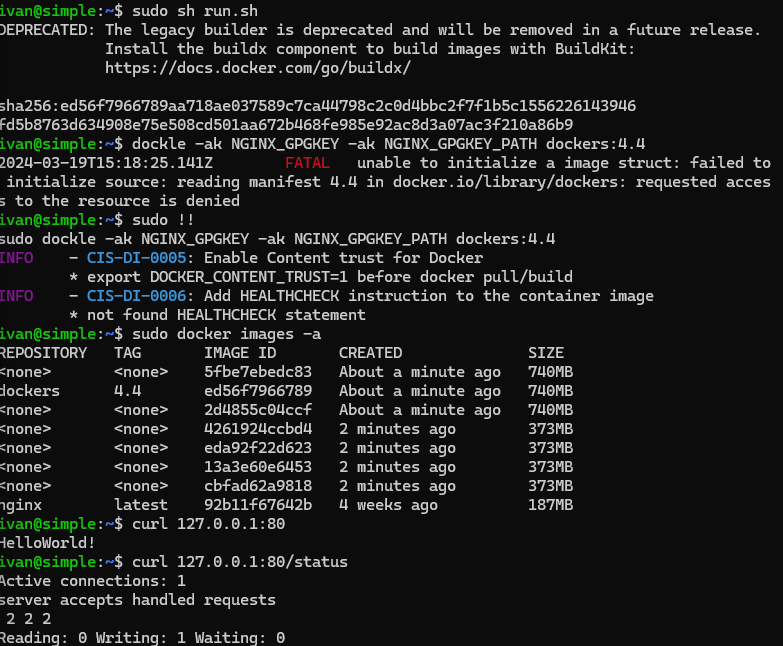 ivan@simple:~$ sudo sh run.sh
DEPRECATED: The legacy builder is deprecated and will be removed in a future release.
            Install the buildx component to build images with BuildKit:
            https://docs.docker.com/go/buildx/
sha256:ed56f7966789aa718ae037589c7ca44798c2c0d4bbc2f7f1b5c1556226143946
fd5b8763d634908e75e508cd501aa672b468fe985e92ac8d3a07ac3f210a86b9
ivan@simple:~$ dockle -ak NGINX_GPGKEY -ak NGINX_GPGKEY_PATH dockers:4.4
2024-03-19T15:18:25.141Z        FATAL   unable to initialize a image struct: failed to
 initialize source: reading manifest 4.4 in docker.io/library/dockers: requested acces
s to the resource is denied
ivan@simple:~$ sudo !!
sudo dockle -ak NGINX_GPGKEY -ak NGINX_GPGKEY_PATH dockers:4.4
INFO    - CIS-DI-0005: Enable Content trust for Docker
        * export DOCKER_CONTENT_TRUST=1 before docker pull/build
INFO    - CIS-DI-0006: Add HEALTHCHECK instruction to the container image
        * not found HEALTHCHECK statement
ivan@simple:~$ sudo docker images -a
REPOSITORY   TAG       IMAGE ID       CREATED              SIZE
<none>       <none>    5fbe7ebedc83   About a minute ago   740MB
dockers      4.4       ed56f7966789   About a minute ago   740MB
<none>       <none>    2d4855c04ccf   About a minute ago   740MB
<none>       <none>    4261924ccbd4   2 minutes ago        373MB
<none>       <none>    eda92f22d623   2 minutes ago        373MB
<none>       <none>    13a3e60e6453   2 minutes ago        373MB
<none>       <none>    cbfad62a9818   2 minutes ago        373MB
nginx        latest    92b11f67642b   4 weeks ago          187MB
ivan@simple:~$ curl 127.0.0.1:80
HelloWorld!
ivan@simple:~$ curl 127.0.0.1:80/status
Active connections: 1
server accepts handled requests
 2 2 2
Reading: 0 Writing: 1 Waiting: 0